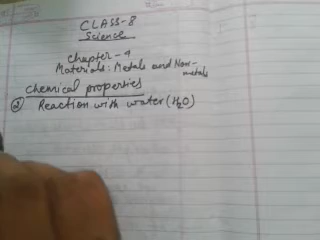 CLASS-8
Science
Chapter-4
Materials: Metals and Non-
metals
Chemical properties
② Reaction with water (H₂O)